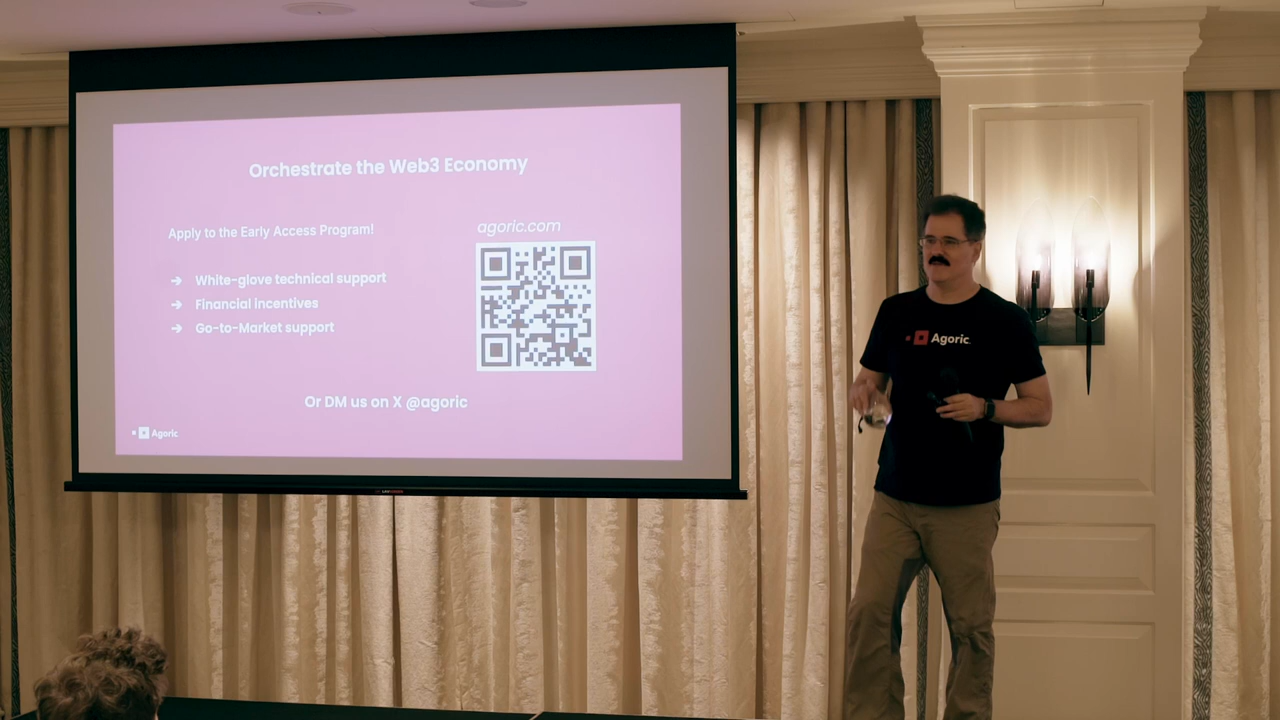 Orchestrate the Web3 Economy
Apply to the Early Access Program!
agoric.com
→ White-glove technical support
→ Financial incentives
→ Go-to-Market support
Or DM us on X @agoric
Agoric
Agoric